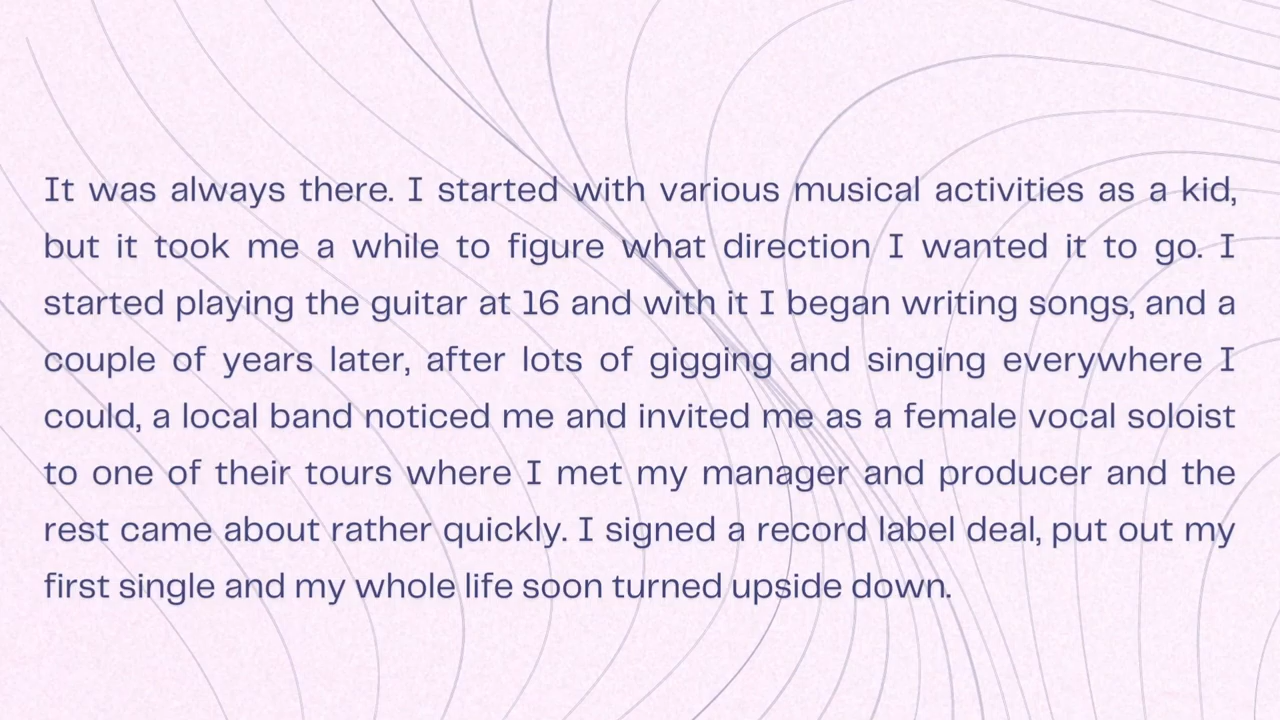 It was always there. I started with various musical activities as a kid,
but it took me a while to figure what direction I wanted it to go. I
started playing the guitar at 16 and with it I began writing songs, and a
couple of years later, after lots of gigging and singing everywhere I
could, a local band noticed me and invited me as a female vocal soloist
to one of their tours where I met my manager and producer and the
rest came about rather quickly. I signed a record label deal, put out my
first single and my whole life soon turned upside down.